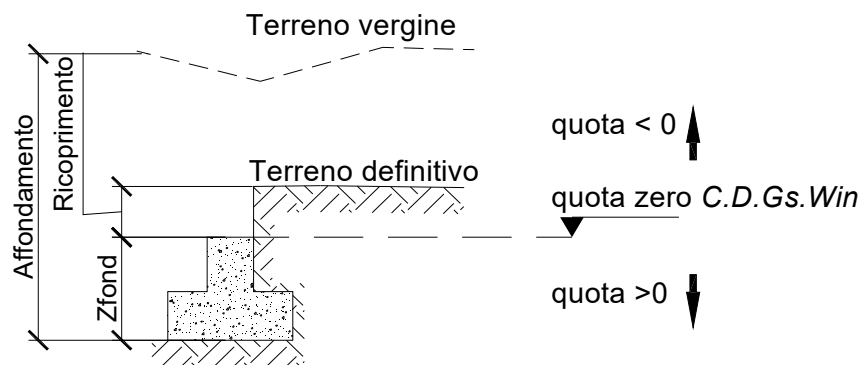 Terreno vergine
Affondamento
Ricoprimento
quota < 0
Terreno definitivo
quota zero C.D.Gs.Win
Zfond
quota >0